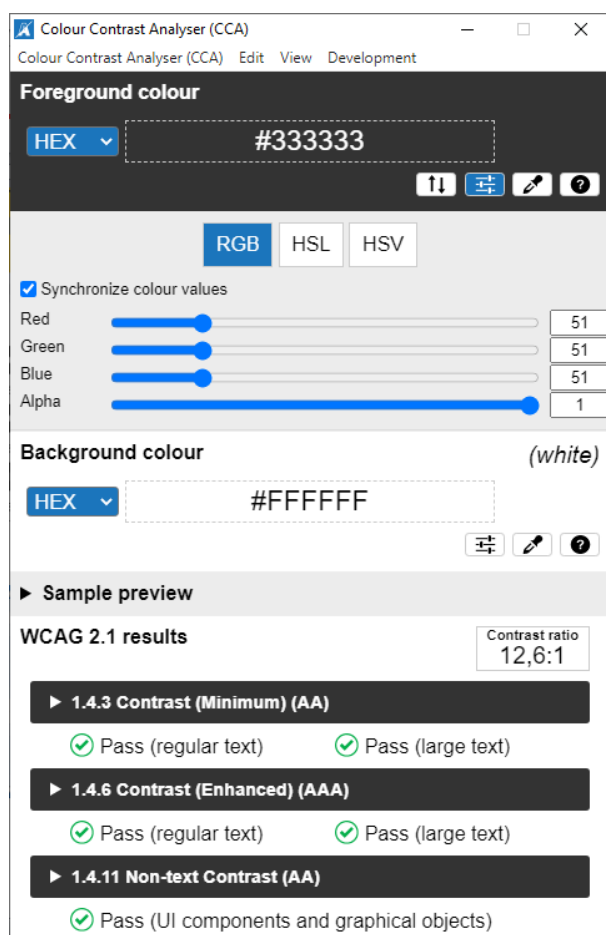 Colour Contrast Analyser (CCA)
Colour Contrast Analyser (CCA) Edit View Development
Foreground colour
HEX #333333
RGB HSL HSV
Synchronize colour values
Red 51
Green 51
Blue 51
Alpha 1
Background colour (white)
HEX #FFFFFF
Sample preview
WCAG 2.1 results
Contrast ratio
12,6:1
1.4.3 Contrast (Minimum) (AA)
Pass (regular text) Pass (large text)
1.4.6 Contrast (Enhanced) (AAA)
Pass (regular text) Pass (large text)
1.4.11 Non-text Contrast (AA)
Pass (UI components and graphical objects)